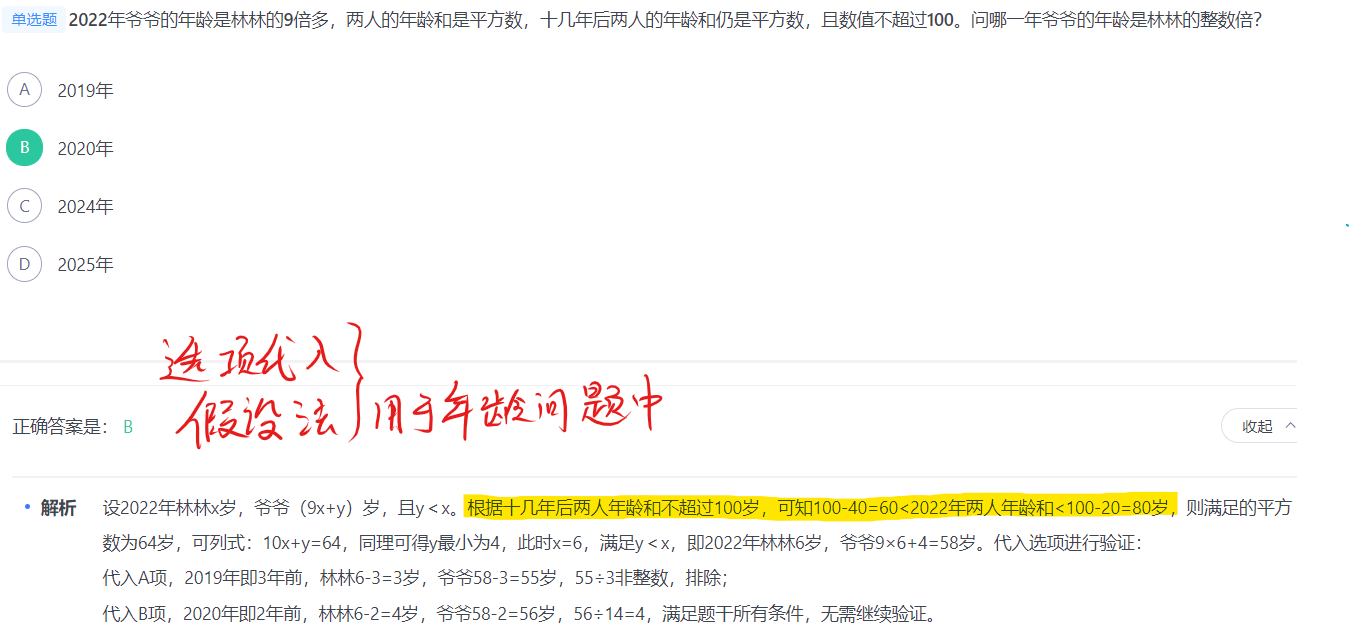 单选题 2022年爷爷的年龄是林林的9倍多，两人的年龄和是平方数，十几年后两人的年龄和仍是平方数，且数值不超过100。问哪一年爷爷的年龄是林林的整数倍？
A 2019年
B 2020年
C 2024年
D 2025年
选项代入
假设法 用于年龄问题中
正确答案是： B
收起
解析 设2022年林林x岁，爷爷（9x+y）岁，且y＜x。根据十几年后两人年龄和不超过100岁，可知100-40=60<2022年两人年龄和<100-20=80岁，则满足的平方
数为64岁，可列式：10x+y=64，同理可得y最小为4，此时x=6，满足y＜x，即2022年林林6岁，爷爷9×6+4=58岁。代入选项进行验证：
代入A项，2019年即3年前，林林6-3=3岁，爷爷58-3=55岁，55÷3非整数，排除；
代入B项，2020年即2年前，林林6-2=4岁，爷爷58-2=56岁，56÷14=4，满足题干所有条件，无需继续验证。